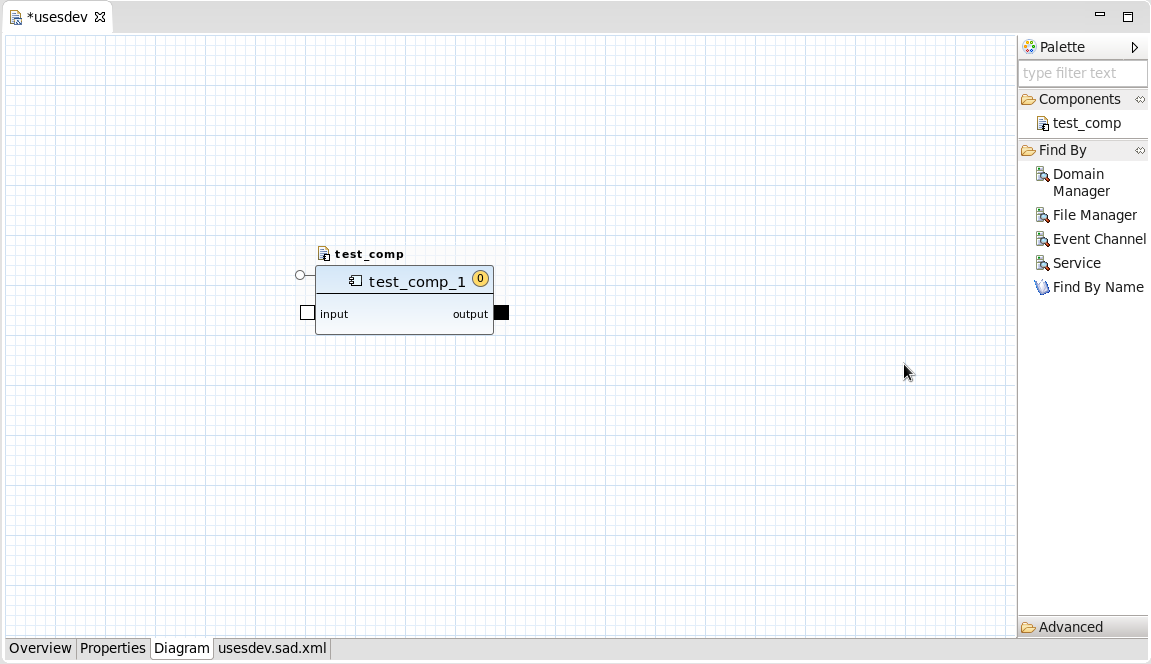 *usesdev
Palette
type filter text
Components
test_comp
Find By
Domain
Manager
File Manager
Event Channel
Service
Find By Name
test_comp
test_comp_1
0
input
output
Advanced
Overview
Properties
Diagram
usesdev.sad.xml